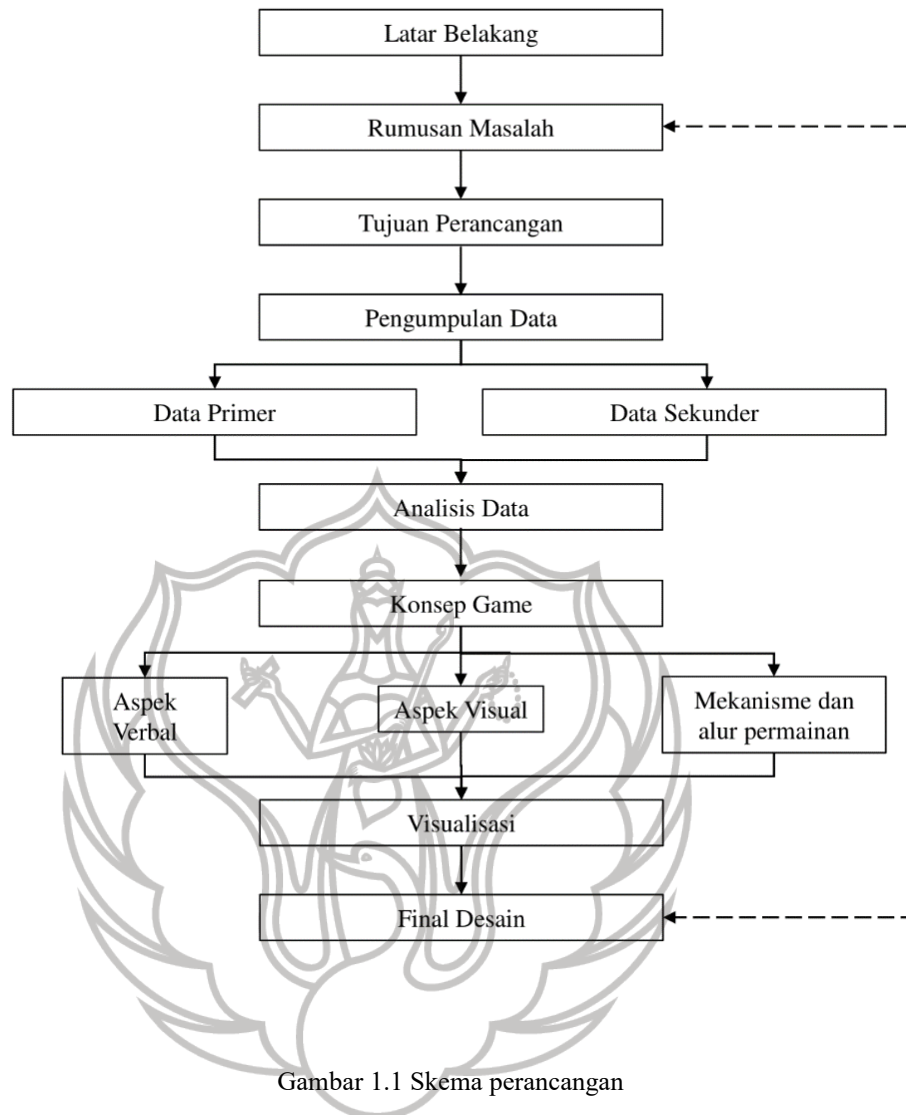 Latar Belakang
Rumusan Masalah
Tujuan Perancangan
Pengumpulan Data
Data Primer
Data Sekunder
Analisis Data
Konsep Game
Aspek
Verbal
Aspek Visual
Mekanisme dan
alur permainan
Visualisasi
Final Desain
Gambar 1.1 Skema perancangan